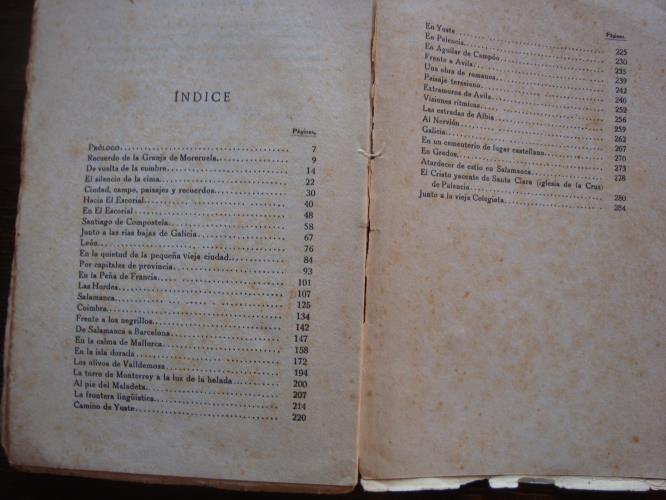 ÍNDICE
Páginas.
PRÓLOGO........ 7
Recuerdo de la Granja de Moreruela........ 9
De vuelta de la cumbre........ 14
El silencio de la cima........ 22
Ciudad, campo, paisajes y recuerdos........ 30
Hacia El Escorial........ 40
En El Escorial........ 48
Santiago de Compostela........ 58
Junto a las rías bajas de Galicia........ 67
León........ 76
En la quietud de la pequeña vieja ciudad........ 84
Por capitales de provincia........ 93
En la Peña de Francia........ 101
Las Hurdes........ 107
Salamanca........ 125
Coimbra........ 134
Frente a los negrillos........ 142
De Salamanca a Barcelona........ 147
En la calma de Mallorca........ 158
En la isla dorada........ 172
Los olivos de Valldemosa........ 194
La torre de Monterrey a la luz de la helada........ 200
Al pie del Maladeta........ 207
La frontera lingüística........ 214
Camino de Yuste........ 220
Páginas.
En Yuste........ 225
En Palencia........ 230
En Aguilar de Campóo........ 235
Frente a Avila........ 239
Una obra de romanos........ 242
Paisaje teresiano........ 246
Extramuros de Avila........ 252
Visiones rítmicas........ 256
Las estradas de Albia........ 259
Al Nervión........ 262
Galicia........ 267
En un cementerio de lugar castellano........ 270
En Gredos........ 273
Atardecer de estío en Salamanca........ 278
El Cristo yacente de Santa Clara (iglesia de la Cruz)
de Palencia........ 280
Junto a la vieja Colegiata........ 284